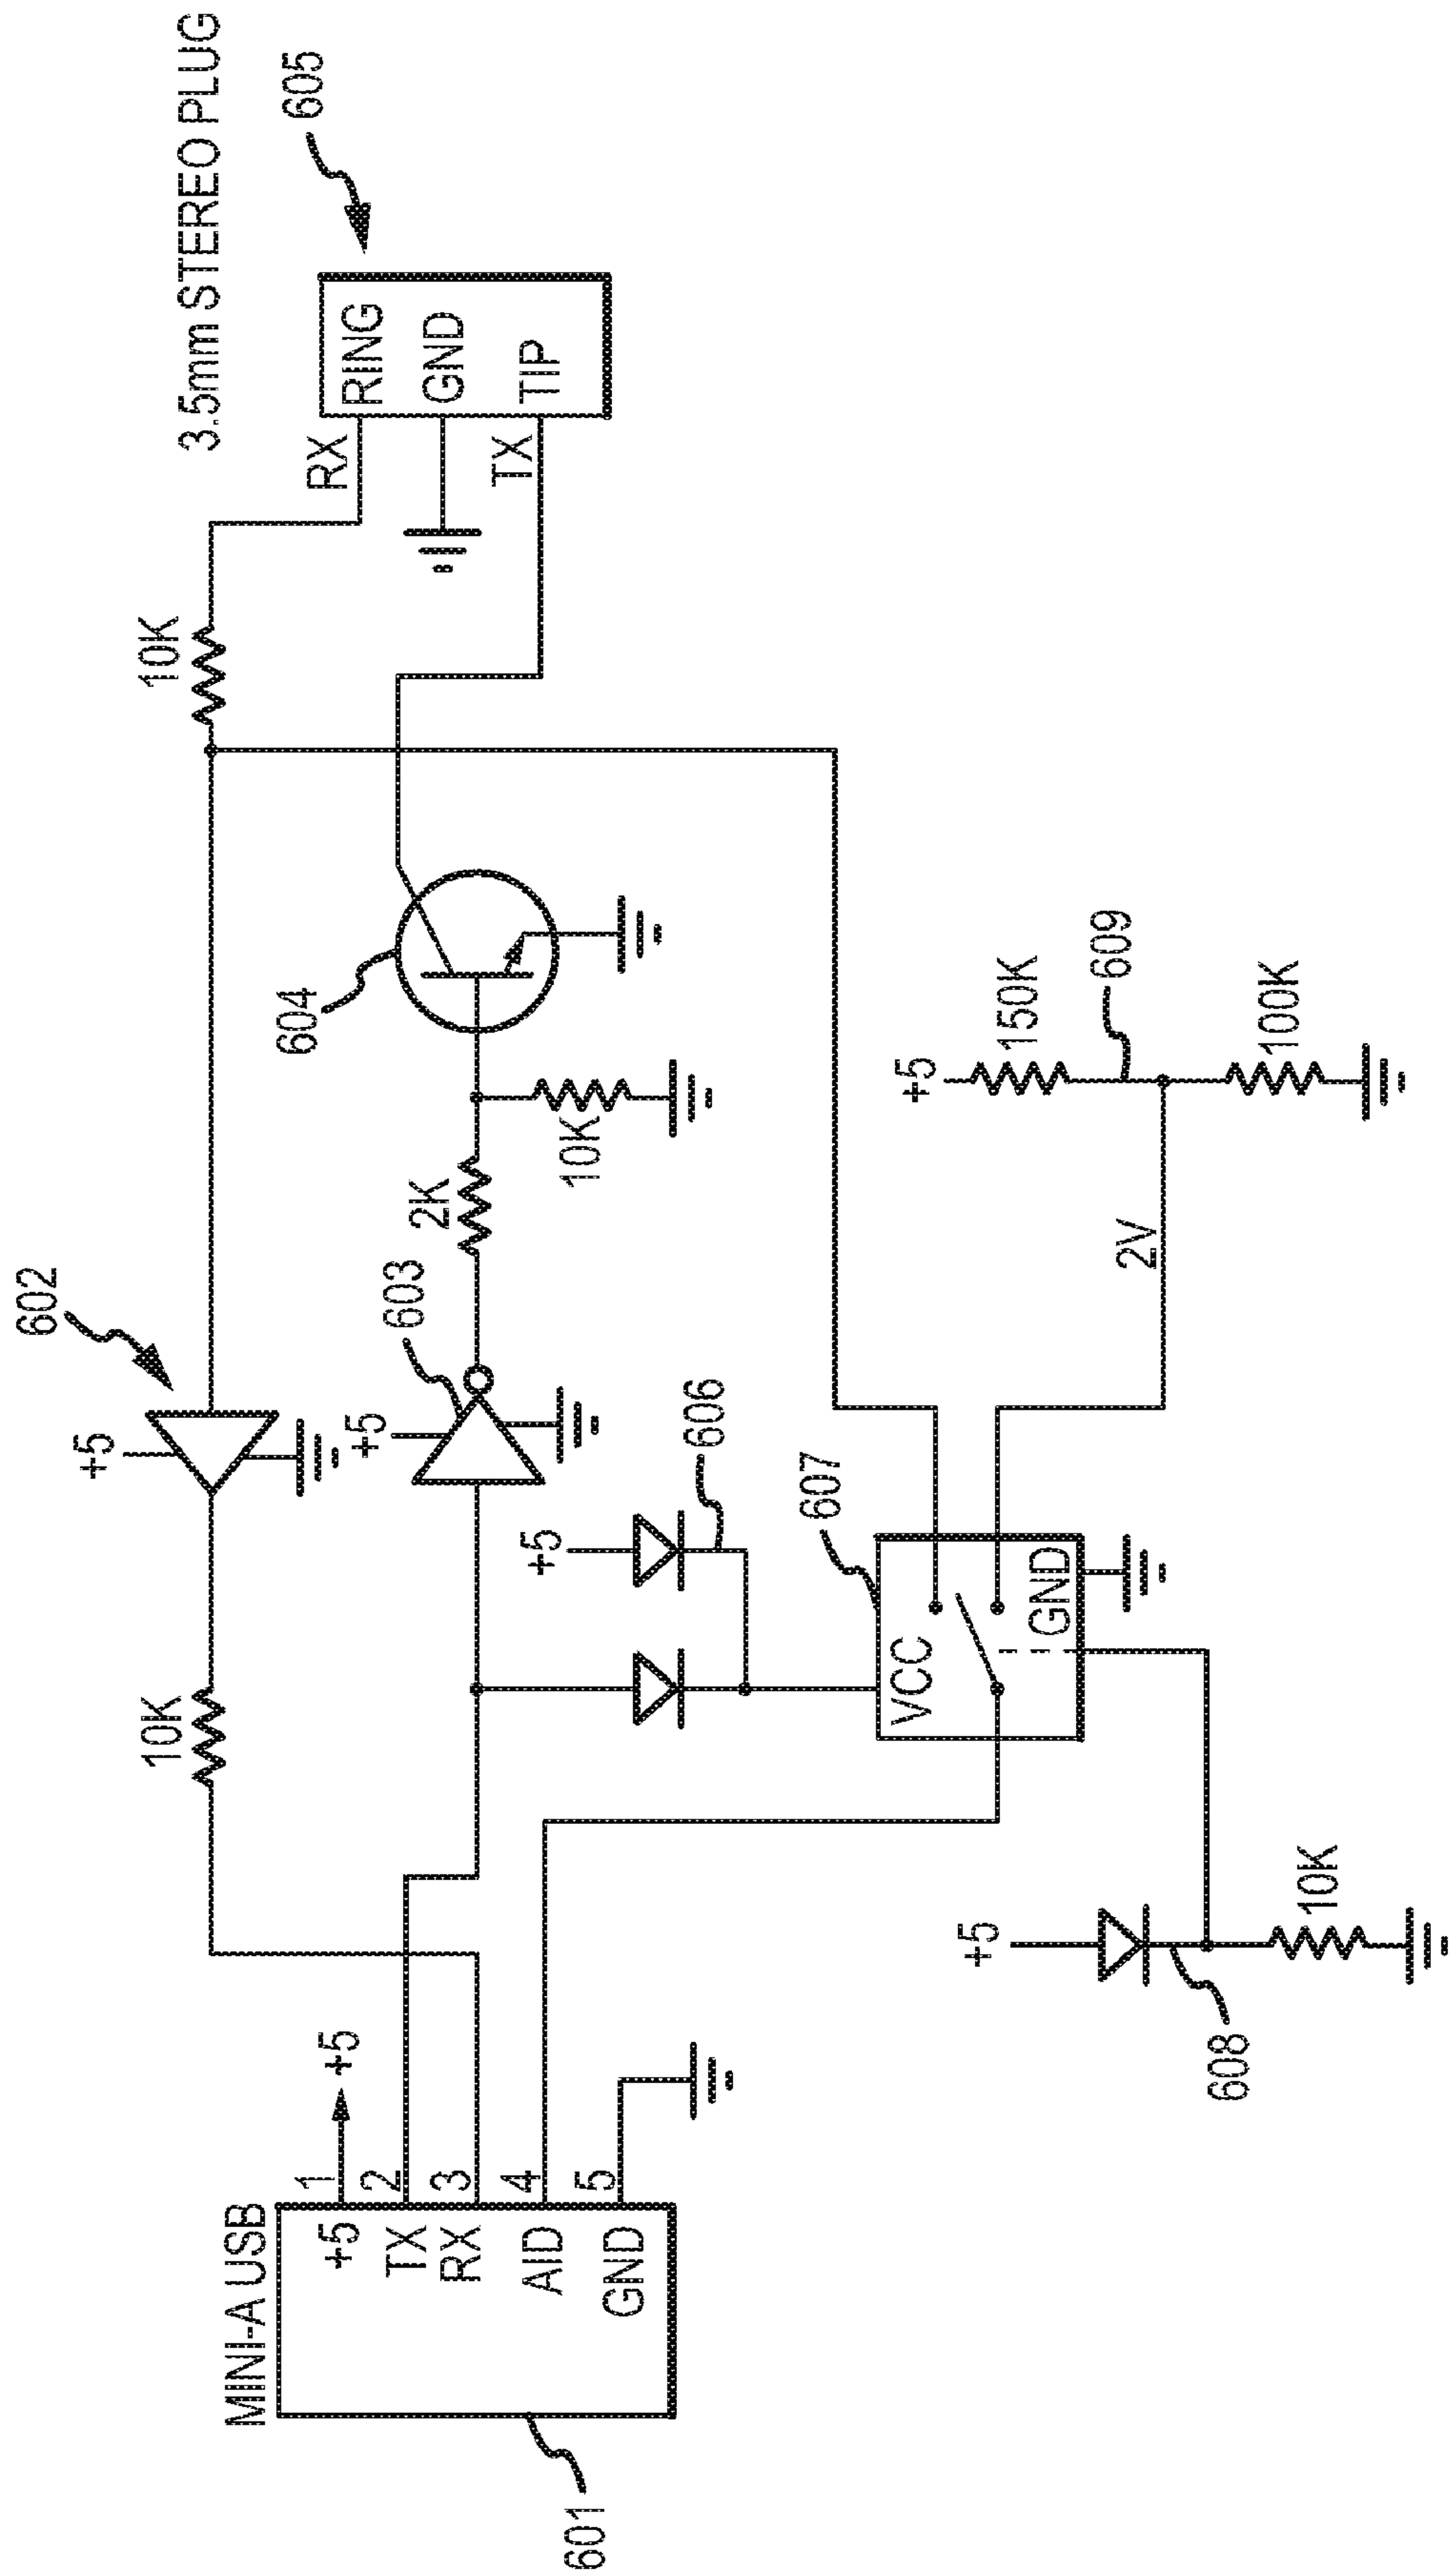 MINI-A USB
601
+5
1
+5
TX
2
RX
3
AID
4
GND
5
10K
+5
602
10K
3.5mm STEREO PLUG
605
RX
RING
GND
TX
TIP
+5
603
2K
10K
604
+5
606
607
VCC
GND
+5
608
10K
2V
+5
150K
609
100K